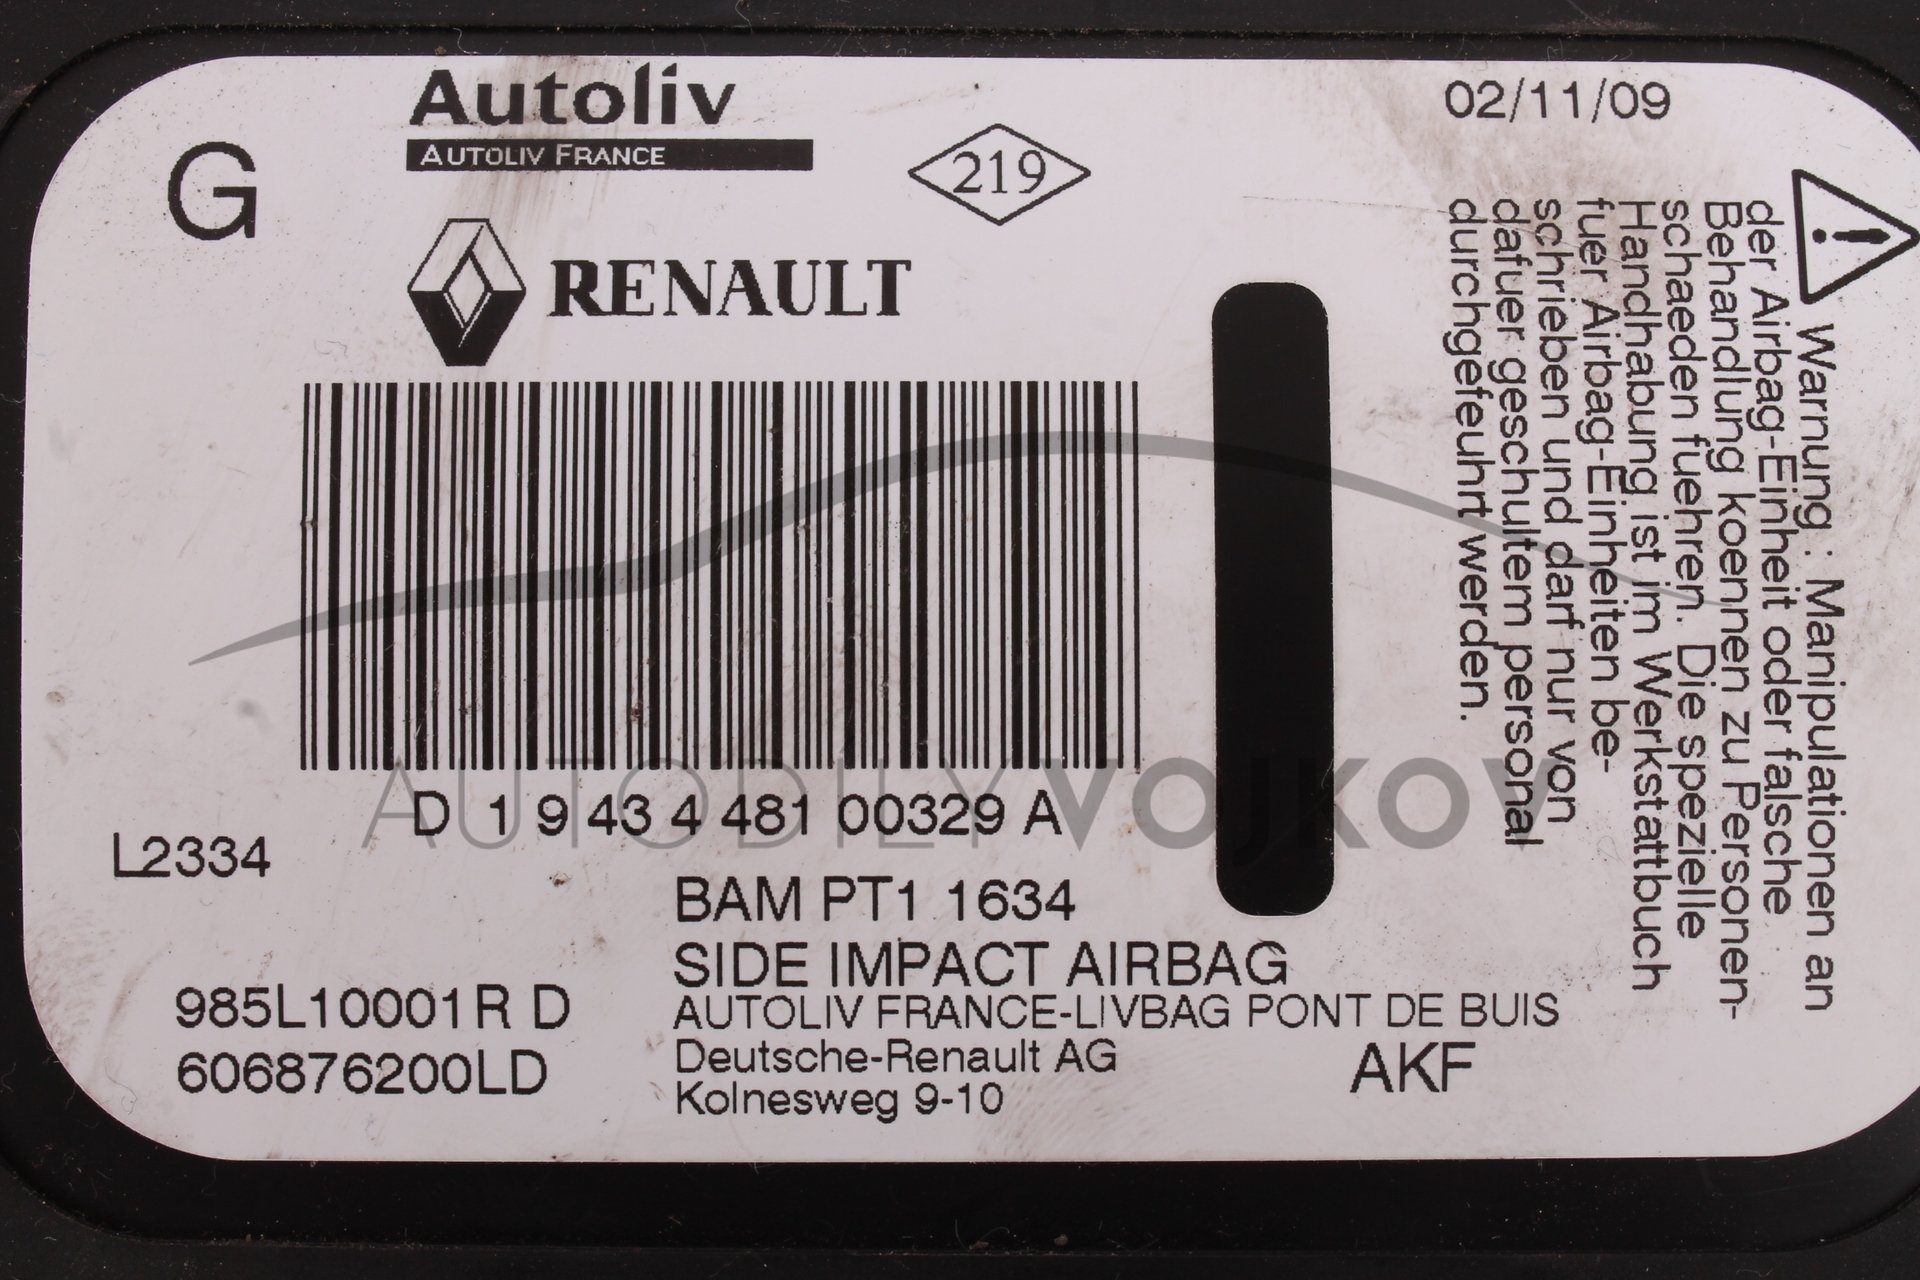 Autoliv
AUTOLIV FRANCE
G
219
02/11/09
RENAULT
D 1 9 43 4 481 00329 A
AUTODILYVOJKOV
L2334
BAM PT1 1634
SIDE IMPACT AIRBAG
985L10001R D
AUTOLIV FRANCE-LIVBAG PONT DE BUIS
606876200LD
Deutsche-Renault AG
Kolnesweg 9-10
AKF
Warnung : Manipulationen an
der Airbag-Einheit oder falsche
Behandlung koennen zu Personen-
schaeden fuehren. Die spezielle
Handhabung ist im Werkstattbuch
fuer Airbag-Einheiten be-
schrieben und darf nur von
dafuer geschultem personal
durchgefeuhrt werden.